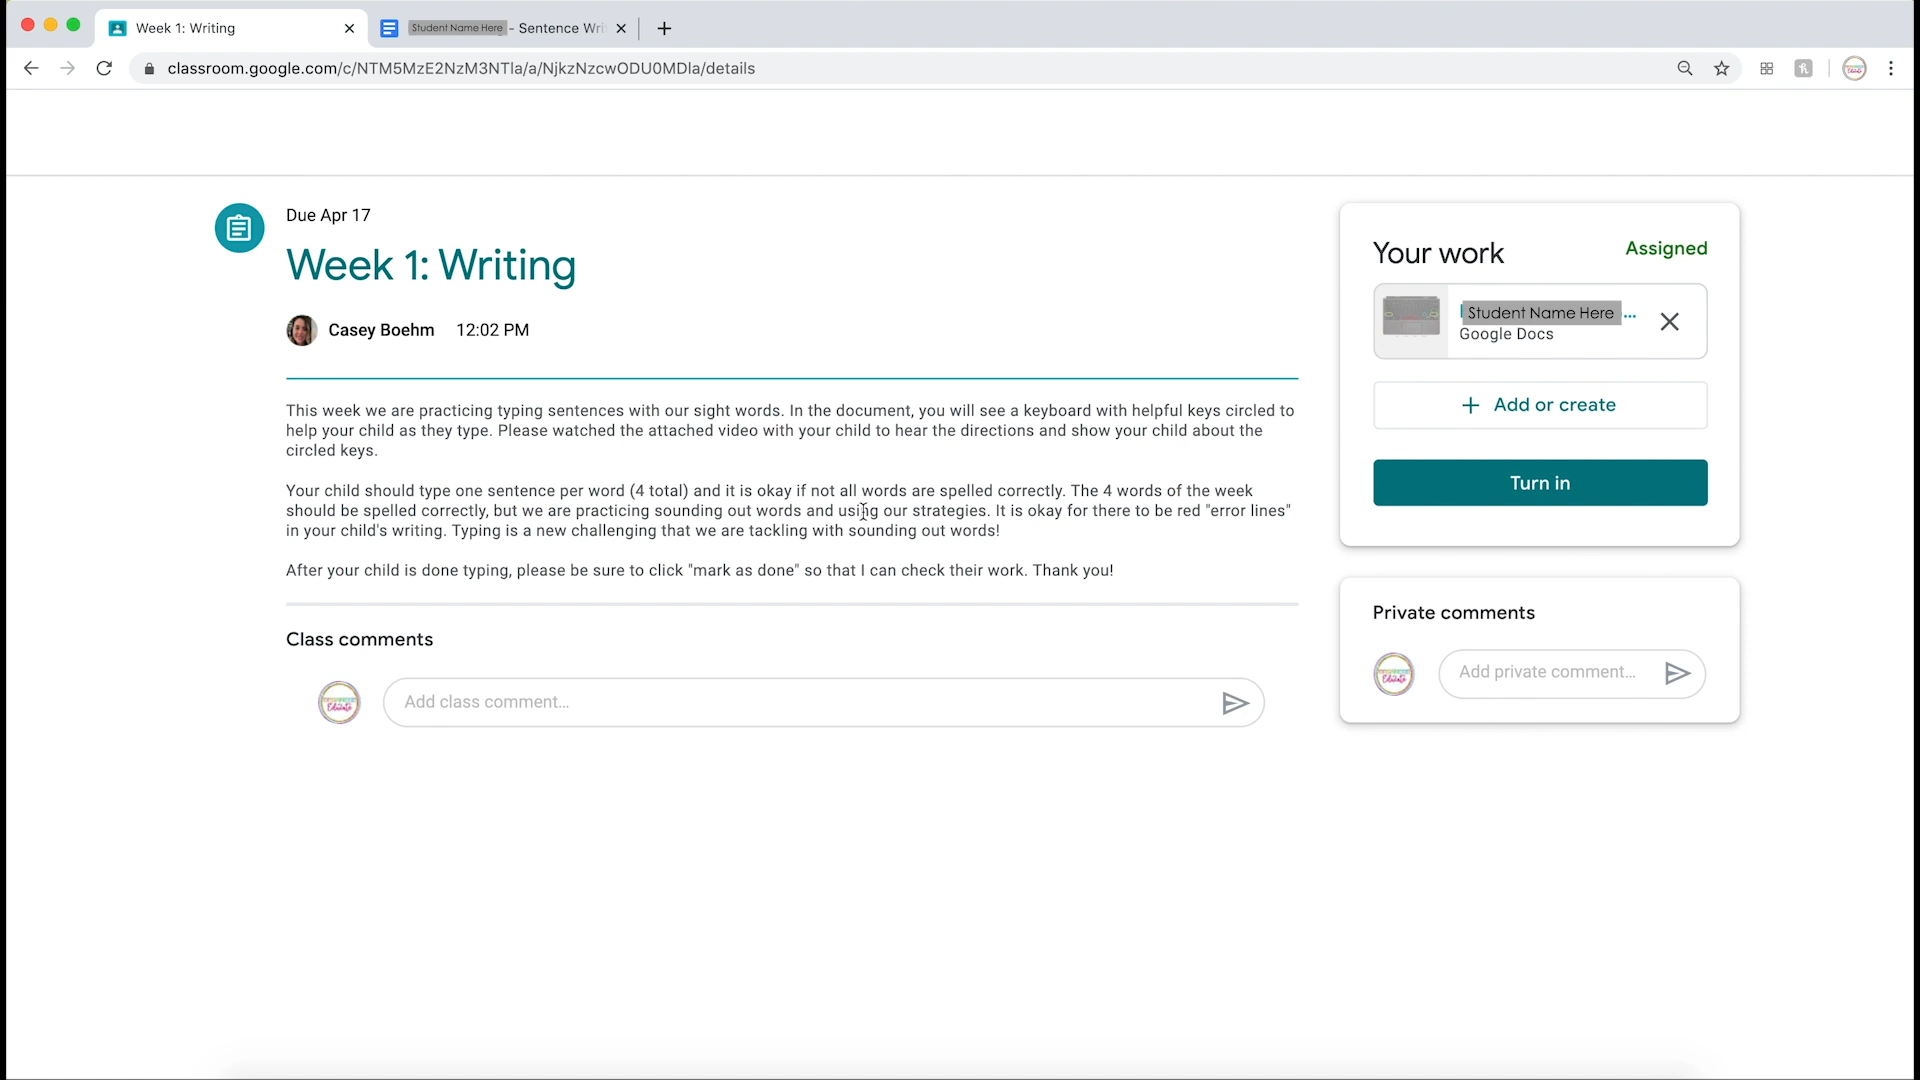 Week 1: Writing
Student Name Here - Sentence Wri
classroom.google.com/c/NTM5MzE2NzM3NTIa/a/NjkzNzcwODU0MDIa/details
Due Apr 17
Week 1: Writing
Casey Boehm 12:02 PM
This week we are practicing typing sentences with our sight words. In the document, you will see a keyboard with helpful keys circled to
help your child as they type. Please watched the attached video with your child to hear the directions and show your child about the
circled keys.
Your child should type one sentence per word (4 total) and it is okay if not all words are spelled correctly. The 4 words of the week
should be spelled correctly, but we are practicing sounding out words and using our strategies. It is okay for there to be red "error lines"
in your child's writing. Typing is a new challenging that we are tackling with sounding out words!
After your child is done typing, please be sure to click "mark as done" so that I can check their work. Thank you!
Class comments
Add class comment...
Your work
Assigned
Student Name Here ...
Google Docs
+ Add or create
Turn in
Private comments
Add private comment...
Educate
Educate